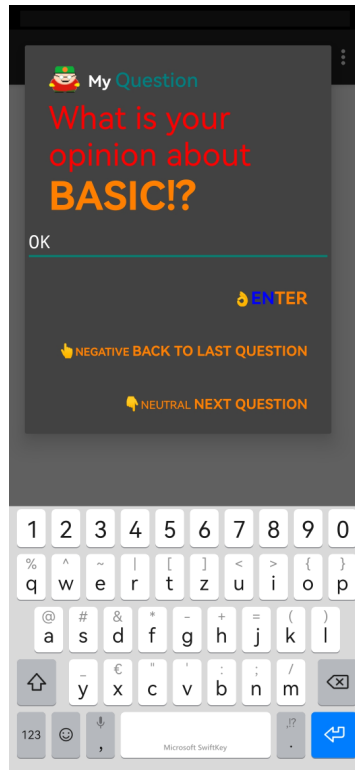 My Question
What is your
opinion about
BASIC!?
OK
👌ENTER
👆NEGATIVE BACK TO LAST QUESTION
👇NEUTRAL NEXT QUESTION
1 2 3 4 5 6 7 8 9 0
% ^ ~ | [ ] < > { }
q w e r t z u i o p
@ # & * - + = ( )
a s d f g h j k l
_ € " ' : ; /
y x c v b n m
,!?
123 , Microsoft SwiftKey .